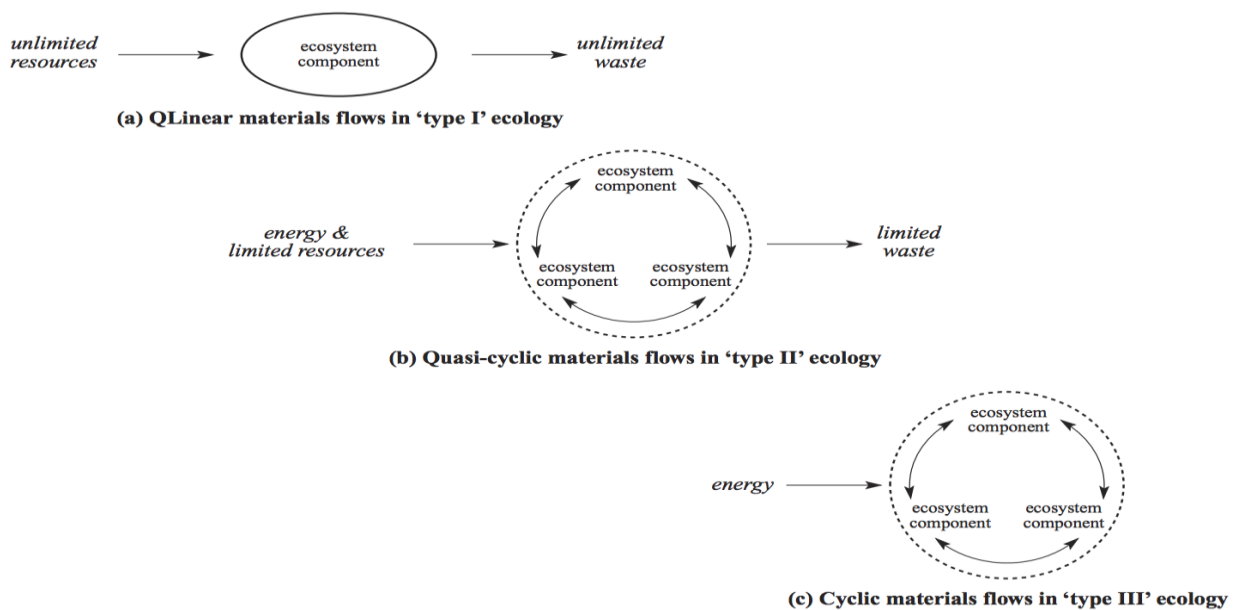 unlimited
resources
ecosystem
component
unlimited
waste
(a) QLinear materials flows in ‘type I’ ecology
ecosystem
component
energy &
limited resources
limited
waste
ecosystem
component
ecosystem
component
(b) Quasi-cyclic materials flows in ‘type II’ ecology
ecosystem
component
energy
ecosystem
component
ecosystem
component
(c) Cyclic materials flows in ‘type III’ ecology